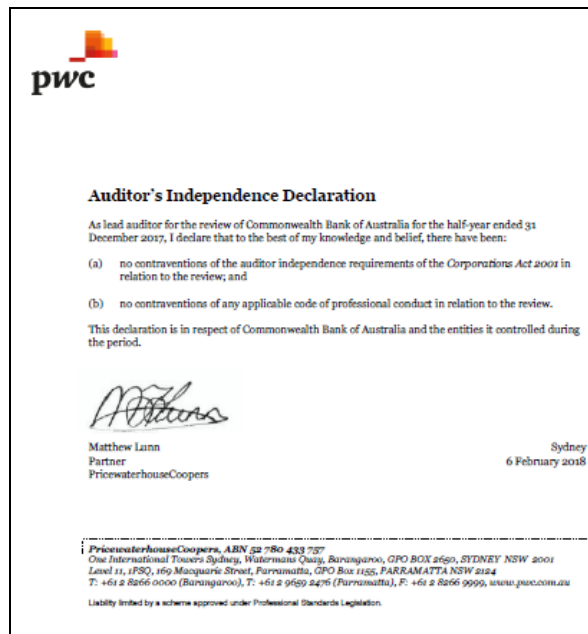 pwc
Auditor's Independence Declaration
As lead auditor for the review of Commonwealth Bank of Australia for the half-year ended 31
December 2017, I declare that to the best of my knowledge and belief, there have been:
(a) no contraventions of the auditor independence requirements of the Corporations Act 2001 in
relation to the review; and
(b) no contraventions of any applicable code of professional conduct in relation to the review.
This declaration is in respect of Commonwealth Bank of Australia and the entities it controlled during
the period.
Matthew Lunn Sydney
Partner 6 February 2018
PricewaterhouseCoopers
PricewaterhouseCoopers, ABN 52 780 433 757
One International Towers Sydney, Watermans Quay, Barangaroo, GPO BOX 2650, SYDNEY NSW 2001
Level 11, 1PSQ, 169 Macquarie Street, Parramatta, GPO Box 1155, PARRAMATTA NSW 2124
T: +61 2 8266 0000 (Barangaroo), T: +61 2 9659 2476 (Parramatta), F: +61 2 8266 9999, www.pwc.com.au
Liability limited by a scheme approved under Professional Standards Legislation.